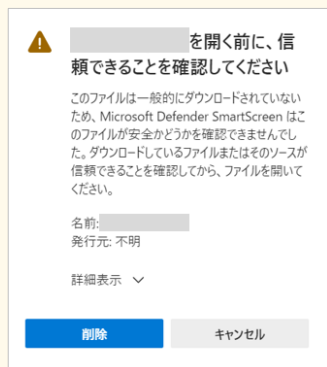 を開く前に、信
頼できることを確認してください
このファイルは一般的にダウンロードされていない
ため、Microsoft Defender SmartScreen はこ
のファイルが安全かどうかを確認できませんでし
た。ダウンロードしているファイルまたはそのソースが
信頼できることを確認してから、ファイルを開いて
ください。
名前:
発行元: 不明
詳細表示
削除
キャンセル